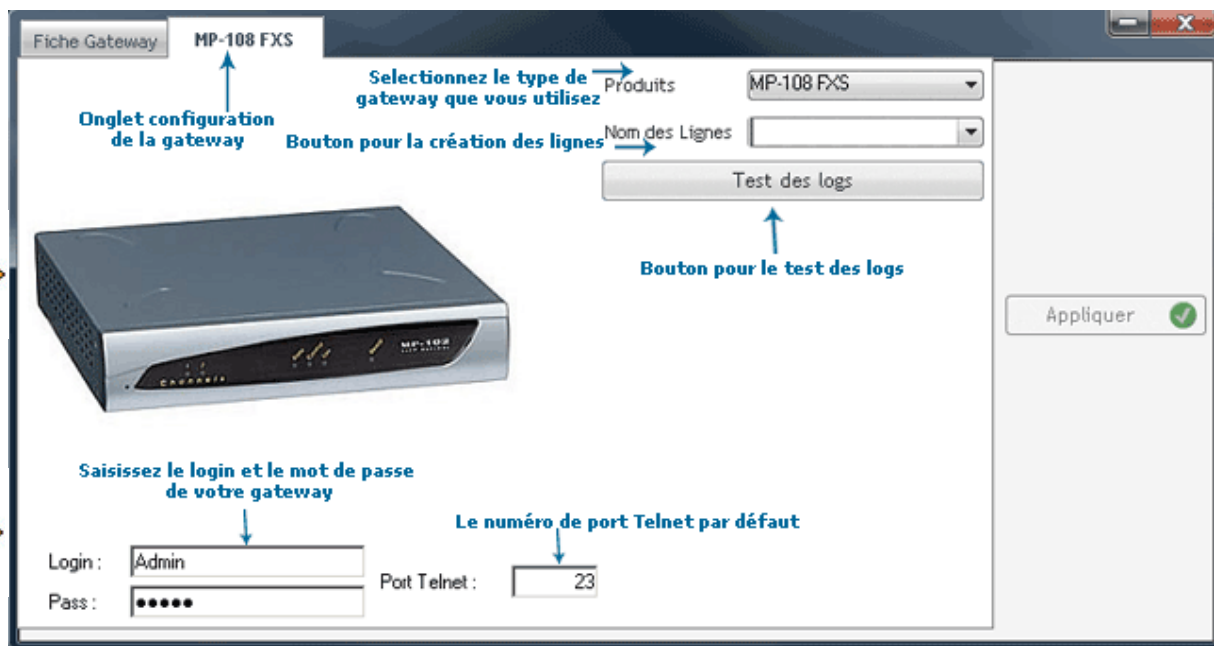 Fiche Gateway
MP-108 FXS
Selectionnez le type de
gateway que vous utilisez
Produits
MP-108 FXS
Onglet configuration
de la gateway
Bouton pour la création des lignes
Nom des Lignes
Test des logs
Bouton pour le test des logs
Appliquer
MP-102
Channels
Saisissez le login et le mot de passe
de votre gateway
Le numéro de port Telnet par défaut
Login :
Admin
Port Telnet :
23
Pass :
●●●●●